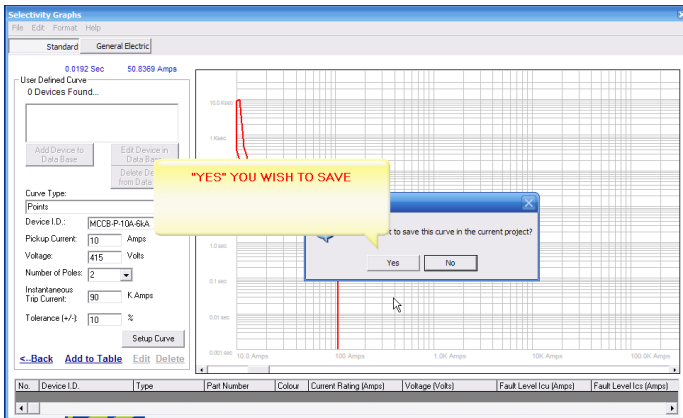 Selectivity Graphs
File Edit Format Help
Standard General Electric
0.0192 Sec 50.8369 Amps
User Defined Curve
0 Devices Found...
Add Device to
Data Base
Edit Device in
Data Base
Delete De
from Data
"YES" YOU WISH TO SAVE
Curve Type:
Points
Device I.D.: MCCB-P-10A-6kA
Pickup Current: 10 Amps
Voltage: 415 Volts
Number of Poles: 2
Instantaneous
Trip Current: 90 K.Amps
Tolerance (+/-): 10 %
Setup Curve
<--Back Add to Table Edit Delete
10.0 Ksec
1 Ksec
1.0 sec
0.1 sec
0.01 sec
0.001 sec
10.0 Amps 100 Amps 1.0K Amps 10K Amps 100.0K Amps
to save this curve in the current project?
Yes No
No. Device I.D. Type Part Number Colour Current Rating (Amps) Voltage (Volts) Fault Level Icu (Amps) Fault Level Ics (Amps)